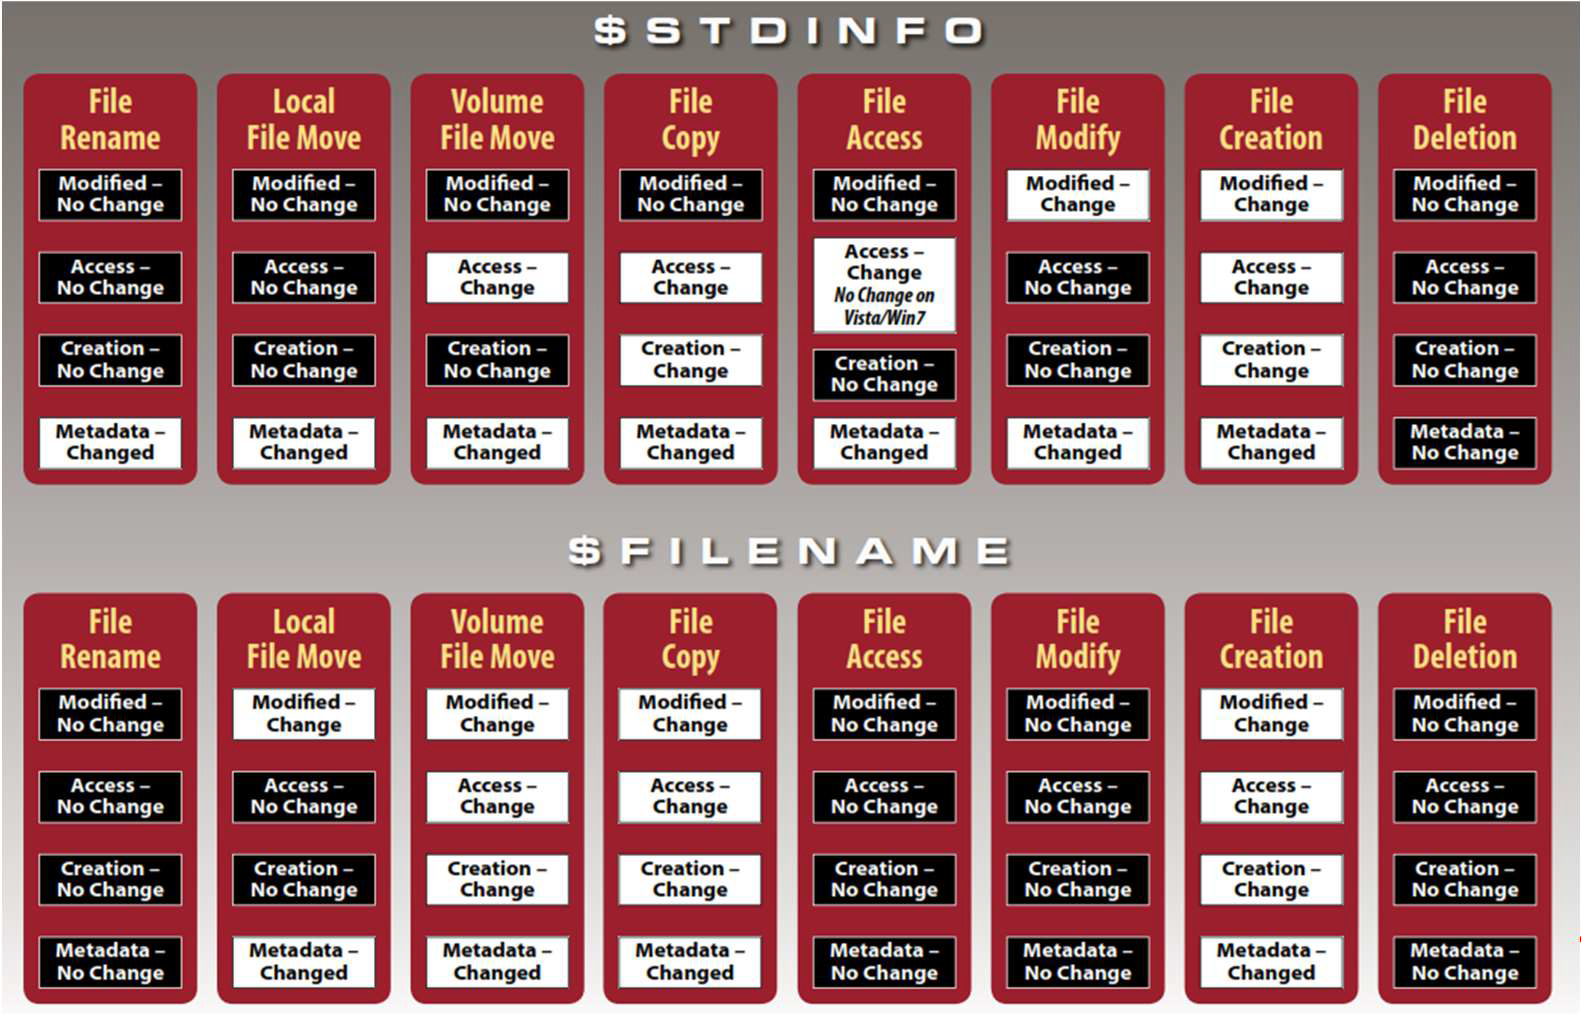 $STDINFO
File
Rename
Modified –
No Change
Access –
No Change
Creation –
No Change
Metadata –
Changed
Local
File Move
Modified –
No Change
Access –
No Change
Creation –
No Change
Metadata –
Changed
Volume
File Move
Modified –
No Change
Access –
Change
Creation –
No Change
Metadata –
Changed
File
Copy
Modified –
No Change
Access –
Change
Creation –
Change
Metadata –
Changed
File
Access
Modified –
No Change
Access –
Change
No Change on
Vista/Win7
Creation –
No Change
Metadata –
Changed
File
Modify
Modified –
Change
Access –
No Change
Creation –
No Change
Metadata –
Changed
File
Creation
Modified –
Change
Access –
Change
Creation –
Change
Metadata –
Changed
File
Deletion
Modified –
No Change
Access –
No Change
Creation –
No Change
Metadata –
No Change
$FILENAME
File
Rename
Modified –
No Change
Access –
No Change
Creation –
No Change
Metadata –
No Change
Local
File Move
Modified –
Change
Access –
No Change
Creation –
No Change
Metadata –
Changed
Volume
File Move
Modified –
Change
Access –
Change
Creation –
Change
Metadata –
Changed
File
Copy
Modified –
Change
Access –
Change
Creation –
Change
Metadata –
Changed
File
Access
Modified –
No Change
Access –
No Change
Creation –
No Change
Metadata –
No Change
File
Modify
Modified –
No Change
Access –
No Change
Creation –
No Change
Metadata –
No Change
File
Creation
Modified –
Change
Access –
Change
Creation –
Change
Metadata –
Changed
File
Deletion
Modified –
No Change
Access –
No Change
Creation –
No Change
Metadata –
No Change